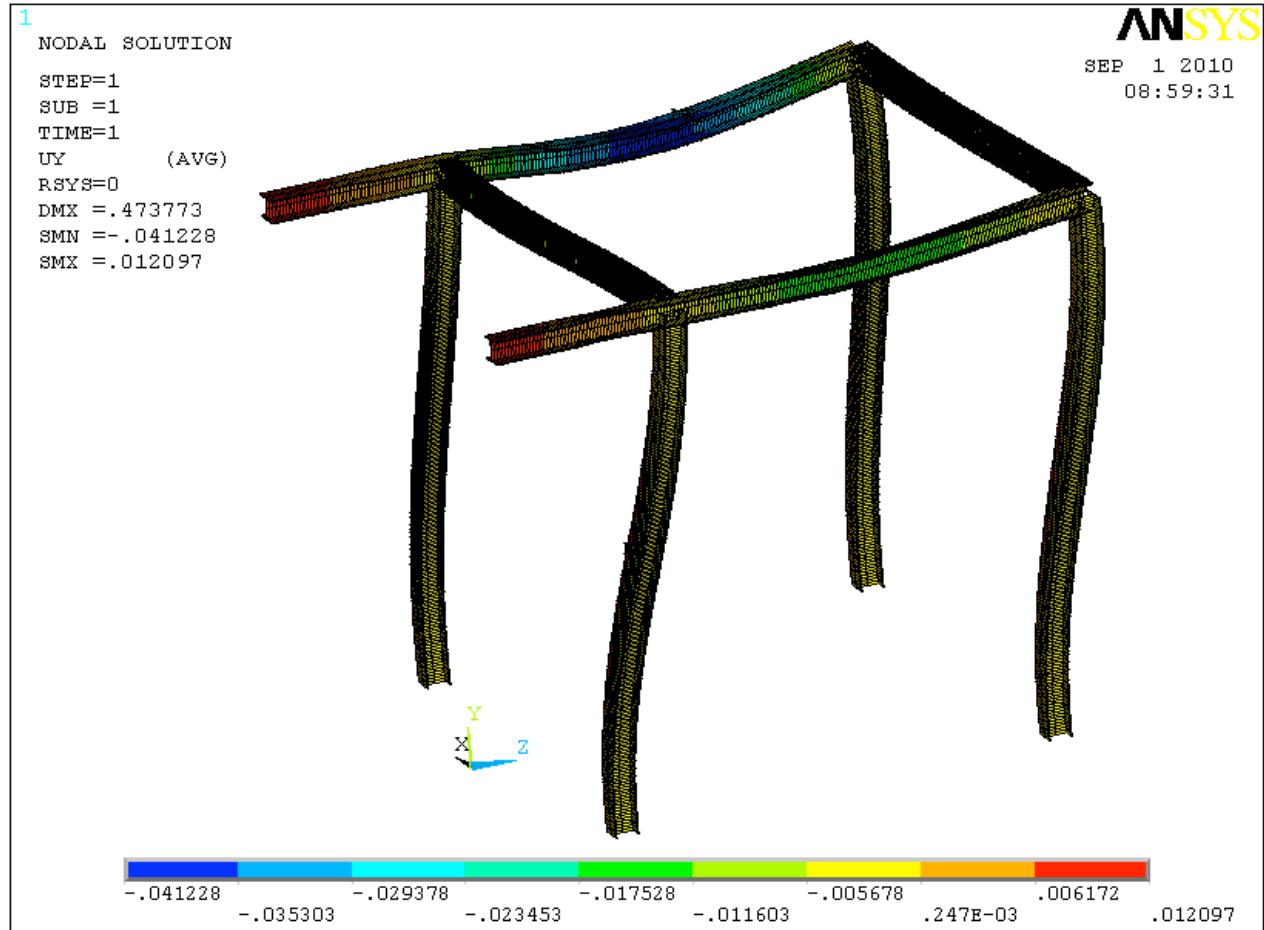 1
NODAL SOLUTION
STEP=1
SUB =1
TIME=1
UY (AVG)
RSYS=0
DMX =.473773
SMN =-.041228
SMX =.012097
ANSYS
SEP 1 2010
08:59:31
Y
X
Z
-.041228 -.029378 -.017528 -.005678 .006172
-.035303 -.023453 -.011603 .247E-03 .012097